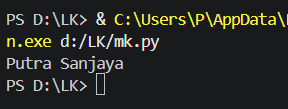 PS D:\LK> & C:\Users\P\AppData\
n.exe d:/LK/mk.py
Putra Sanjaya
PS D:\LK>